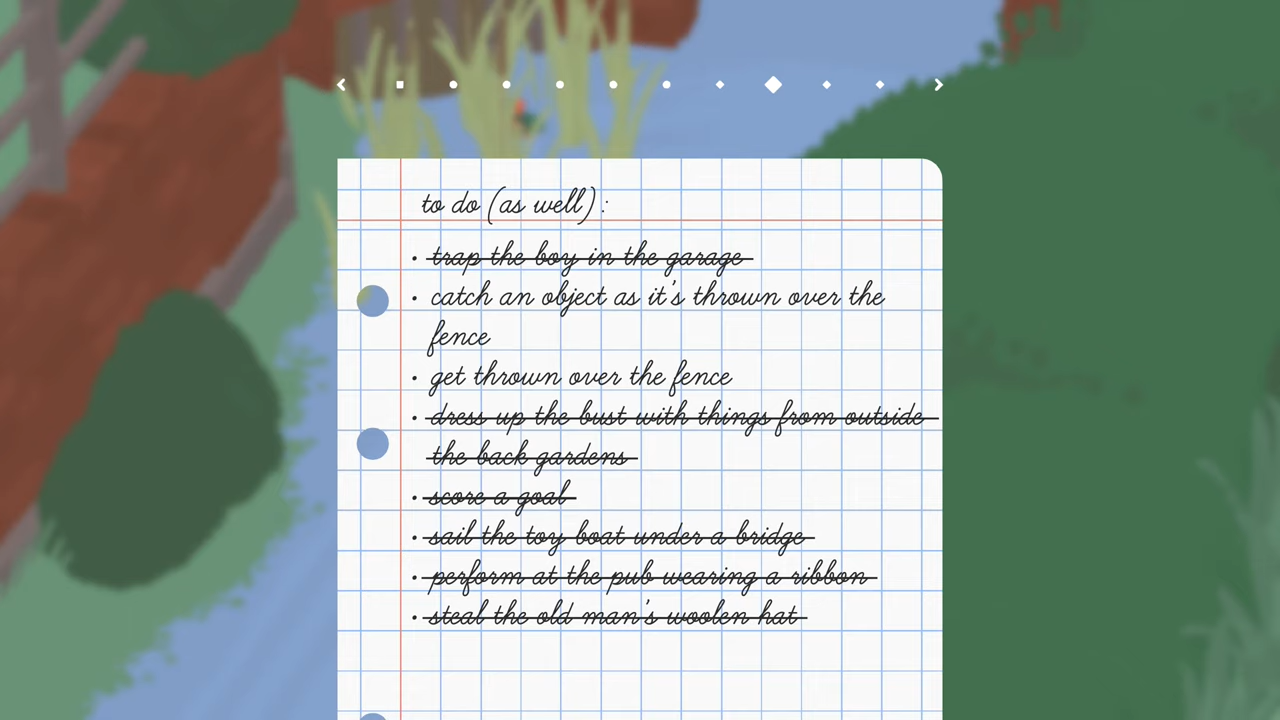 to do (as well) :
• trap the boy in the garage
• catch an object as it's thrown over the
fence
• get thrown over the fence
• dress up the bust with things from outside
the back gardens
• score a goal
• sail the toy boat under a bridge
• perform at the pub wearing a ribbon
• steal the old man's woolen hat